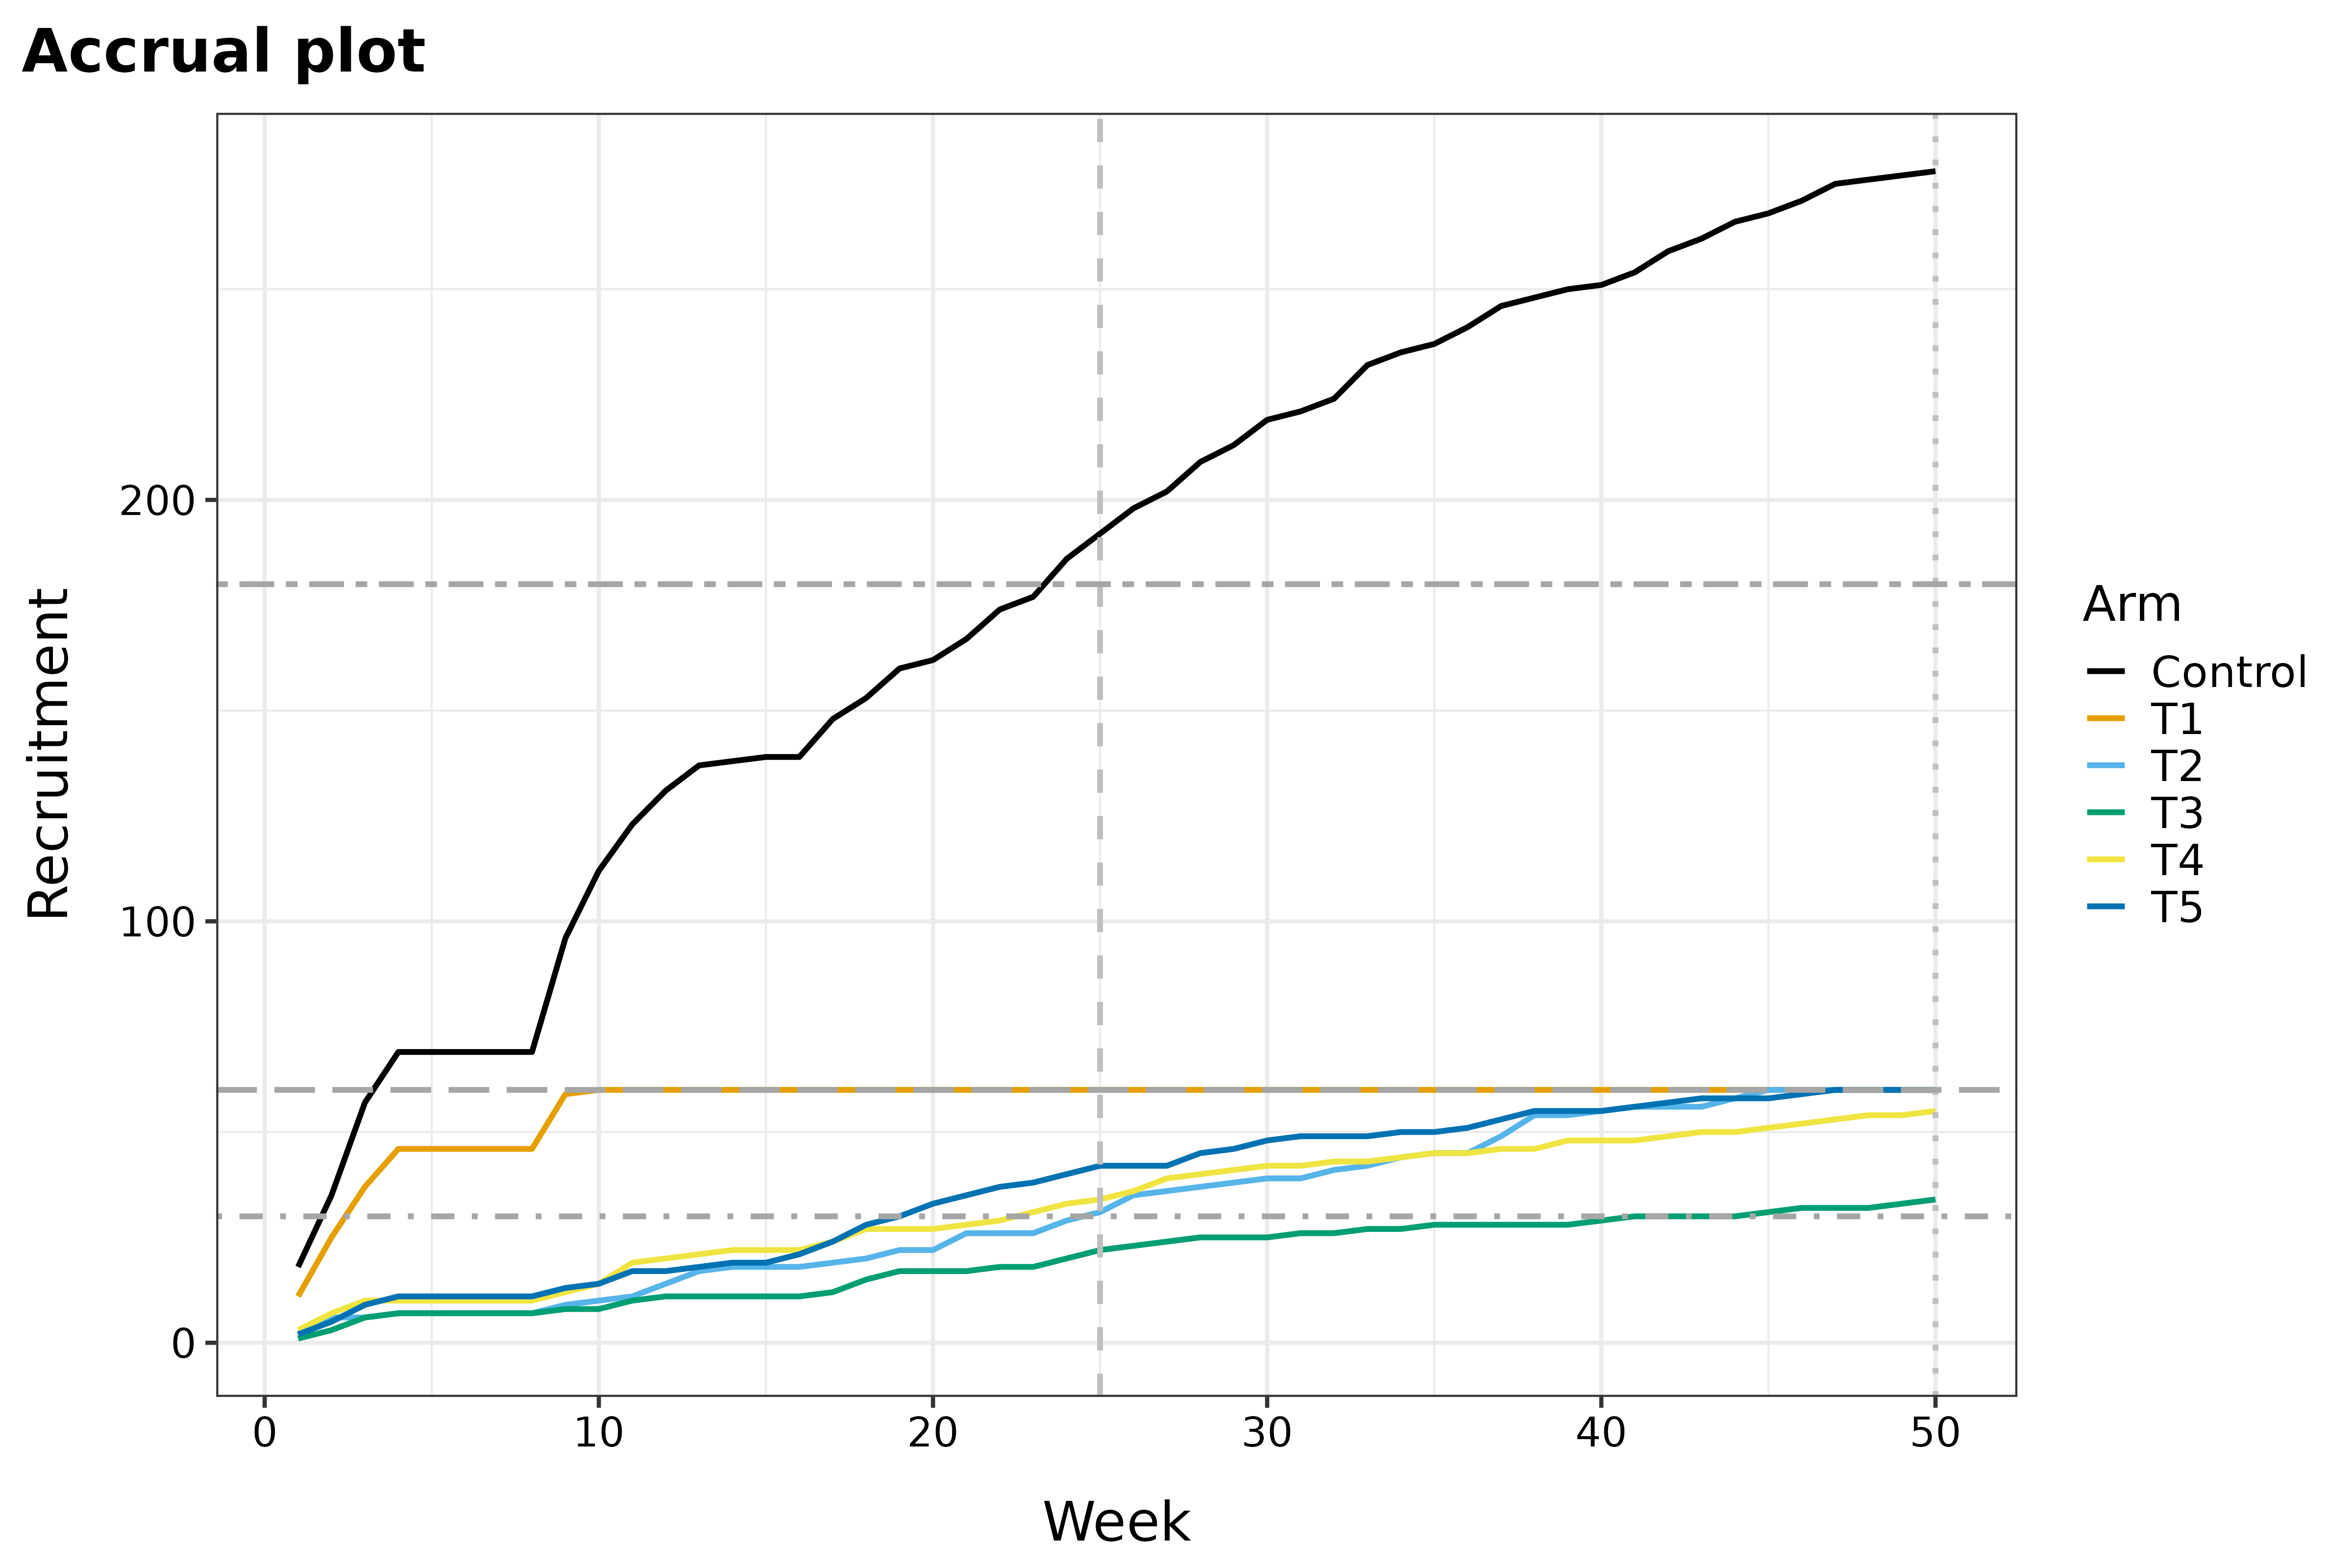 Accrual plot
Recruitment
200
100
0
0 10 20 30 40 50
Week
Arm
Control
T1
T2
T3
T4
T5